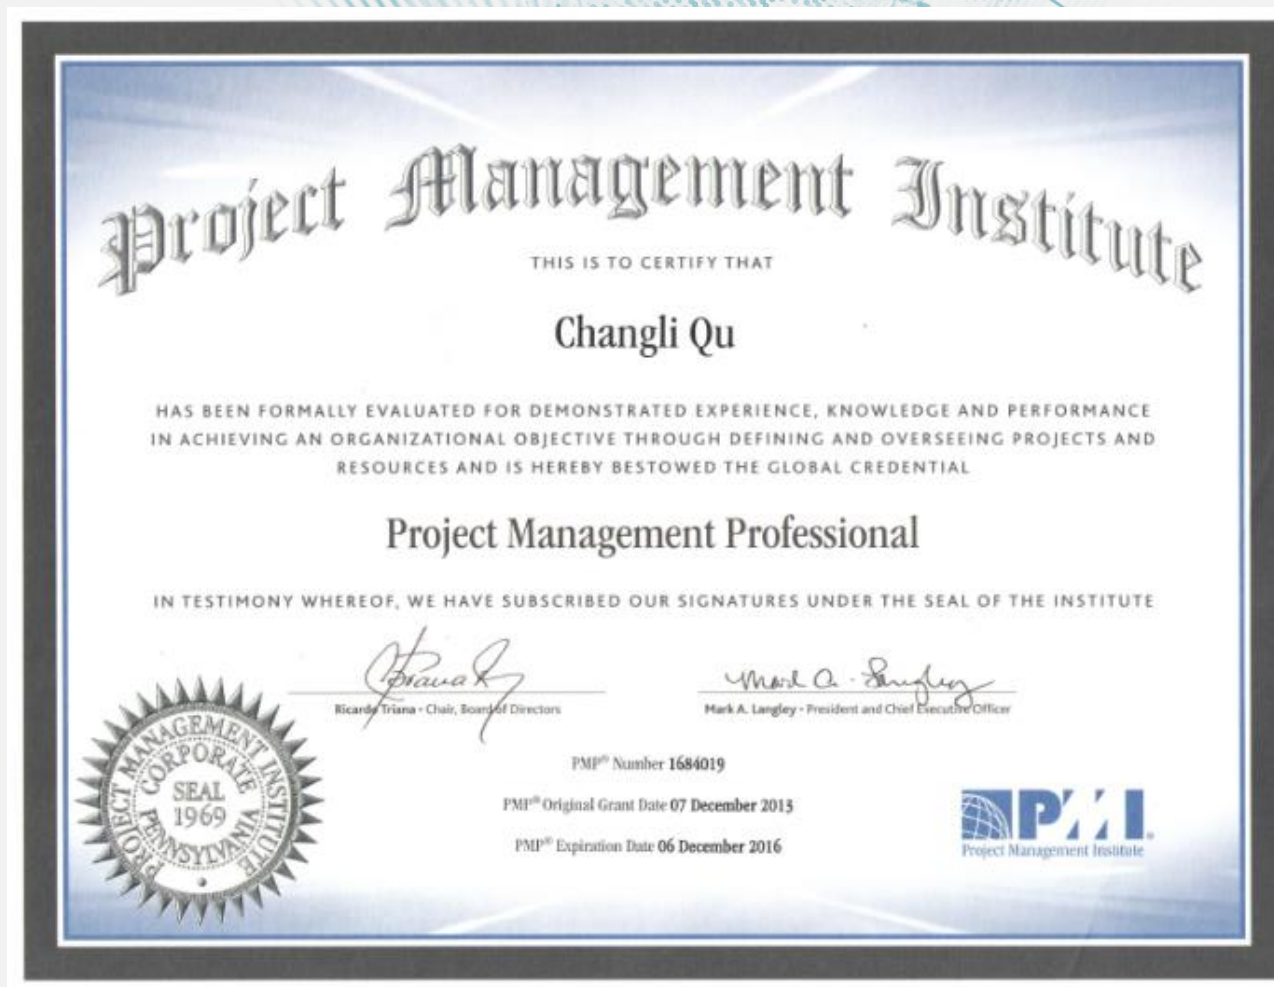 Project Management Institute
THIS IS TO CERTIFY THAT
Changli Qu
HAS BEEN FORMALLY EVALUATED FOR DEMONSTRATED EXPERIENCE, KNOWLEDGE AND PERFORMANCE
IN ACHIEVING AN ORGANIZATIONAL OBJECTIVE THROUGH DEFINING AND OVERSEEING PROJECTS AND
RESOURCES AND IS HEREBY BESTOWED THE GLOBAL CREDENTIAL
Project Management Professional
IN TESTIMONY WHEREOF, WE HAVE SUBSCRIBED OUR SIGNATURES UNDER THE SEAL OF THE INSTITUTE
Mark A. Langley
Ricardo Triana • Chair, Board of Directors
Mark A. Langley • President and Chief Executive Officer
PROJECT MANAGEMENT INSTITUTE
CORPORATE
SEAL
1969
PENNSYLVANIA
PMP® Number 1684019
PMP® Original Grant Date 07 December 2013
PMP® Expiration Date 06 December 2016
PMI®
Project Management Institute